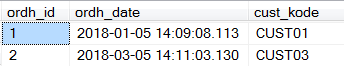 ordh_id ordh_date cust_kode
1 2018-01-05 14:09:08.113 CUST01
2 2018-03-05 14:11:03.130 CUST03